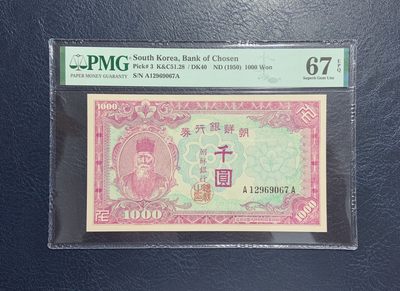 PMG
PAPER MONEY GUARANTY
South Korea, Bank of Chosen
Pick# 3 K&C51.28 / DK40 ND (1950) 1000 Won
S/N A12969067A
67 EPQ
Superb Gem Unc
1000
朝鮮銀行券
千圓
朝鮮銀行
A 12969067 A
1000